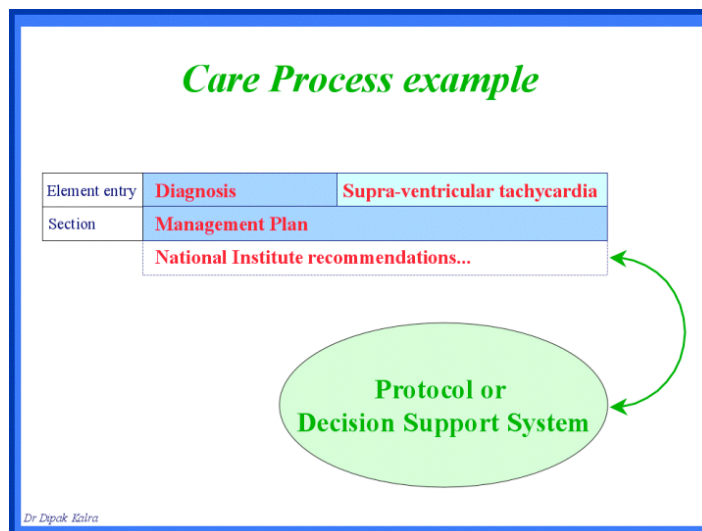 Care Process example
Element entry Diagnosis Supra-ventricular tachycardia
Section Management Plan
National Institute recommendations...
Protocol or
Decision Support System
Dr Dipak Kalra